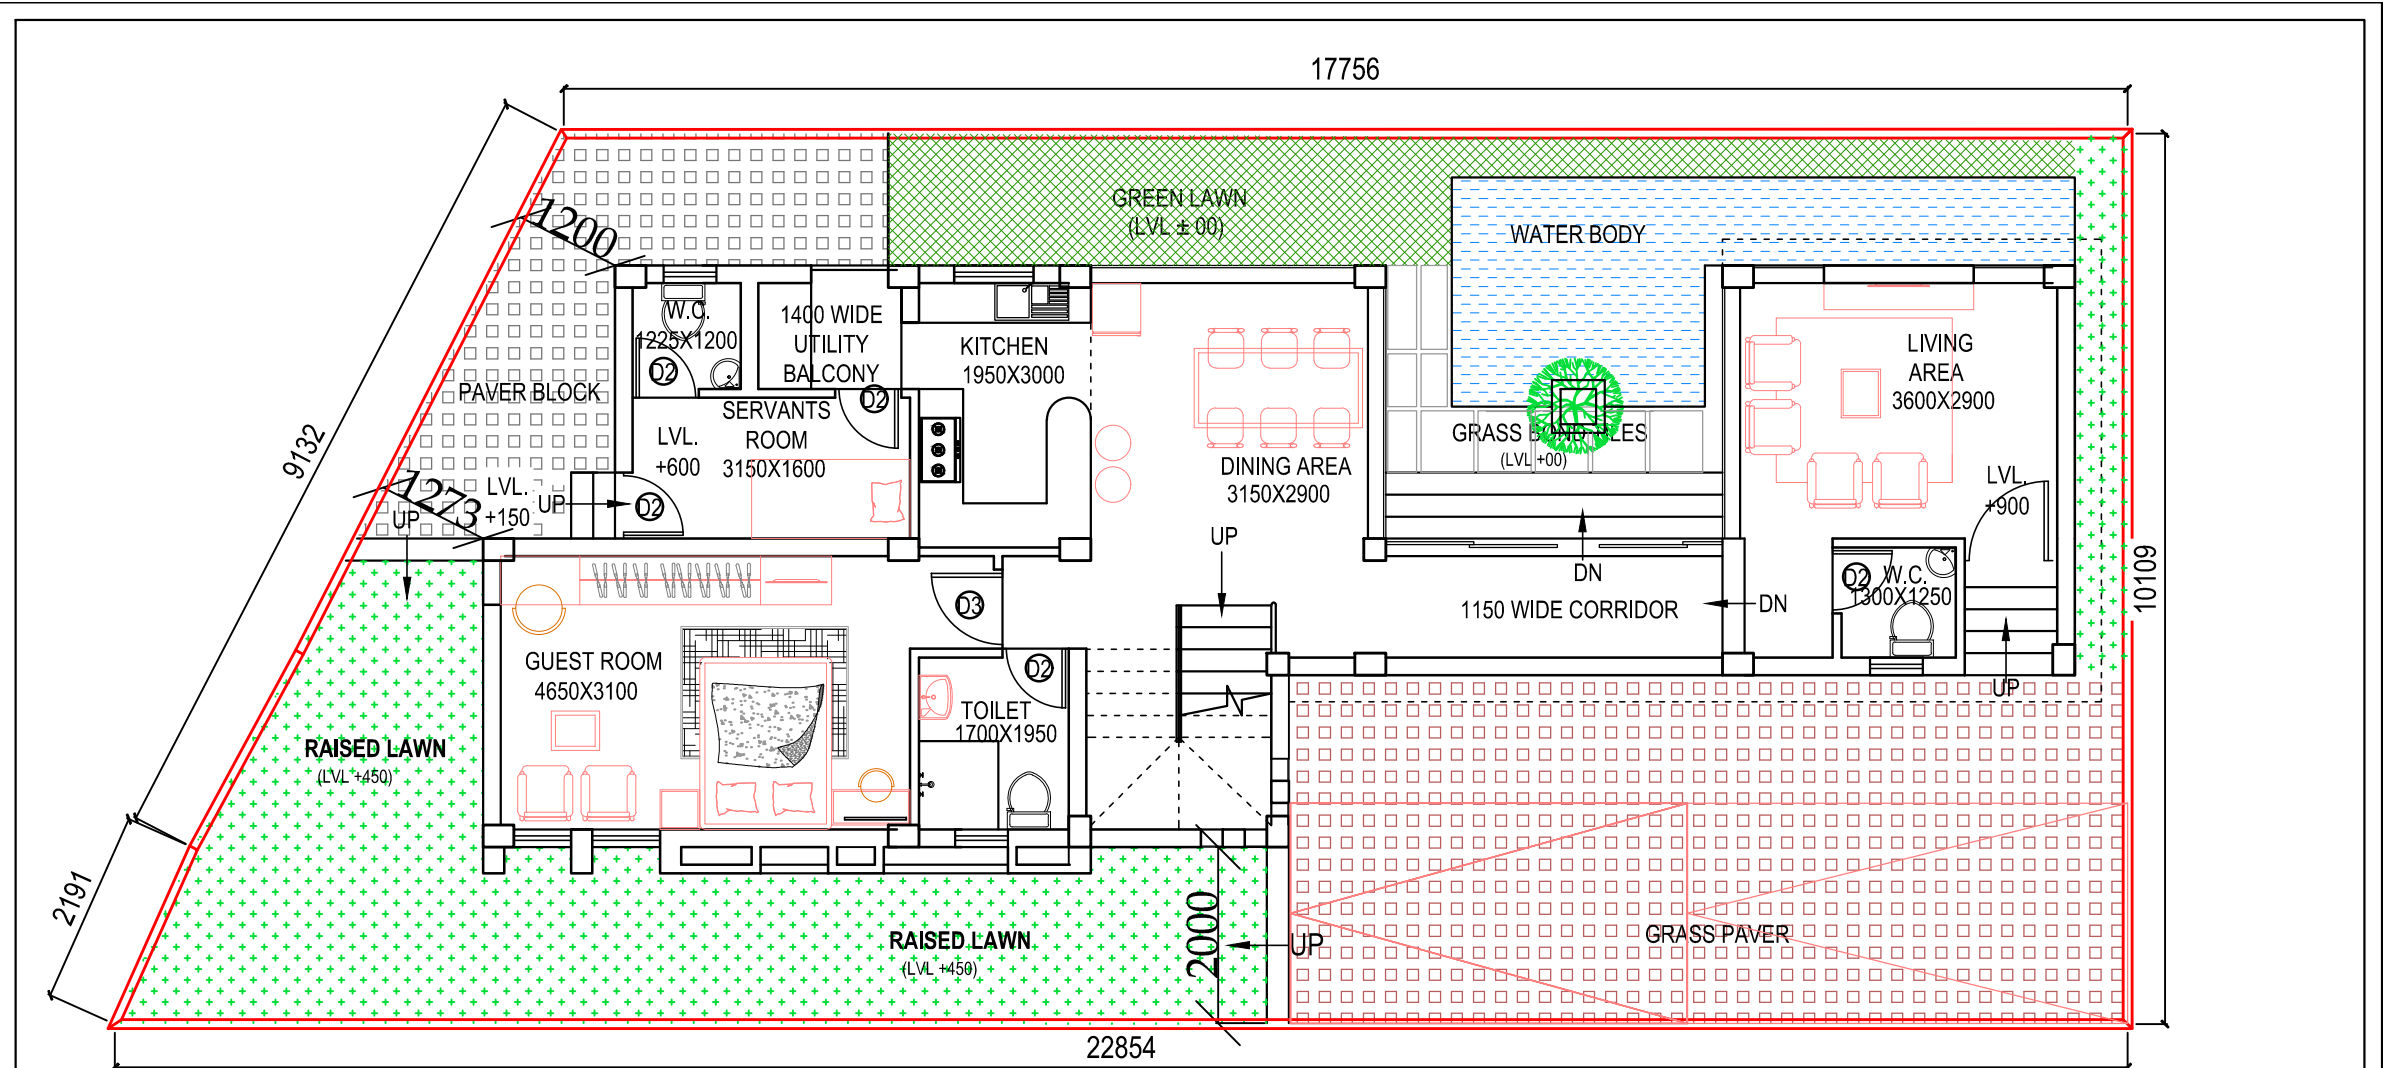 17756
GREEN LAWN
(LVL ± 00)
1200
WATER BODY
W.C.
1225X1200
D2
1400 WIDE
UTILITY
BALCONY
D2
KITCHEN
1950X3000
LIVING
AREA
3600X2900
PAVER BLOCK
SERVANTS
ROOM
3150X1600
LVL.
+600
9132
GRASS B
LES
(LVL +00)
DINING AREA
3150X2900
1273
LVL.
+150
UP
UP
D2
LVL.
+900
UP
DN
10109
D2
W.C.
1300X1250
D3
1150 WIDE CORRIDOR
DN
GUEST ROOM
4650X3100
D2
UP
TOILET
1700X1950
RAISED LAWN
(LVL +450)
2191
RAISED LAWN
(LVL +450)
2000
UP
GRASS PAVER
22854